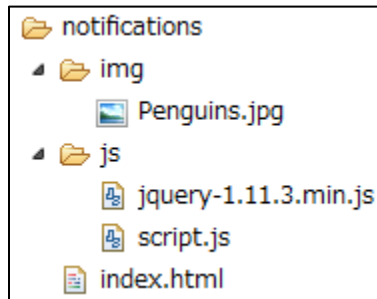 notifications
img
Penguins.jpg
js
jquery-1.11.3.min.js
script.js
index.html